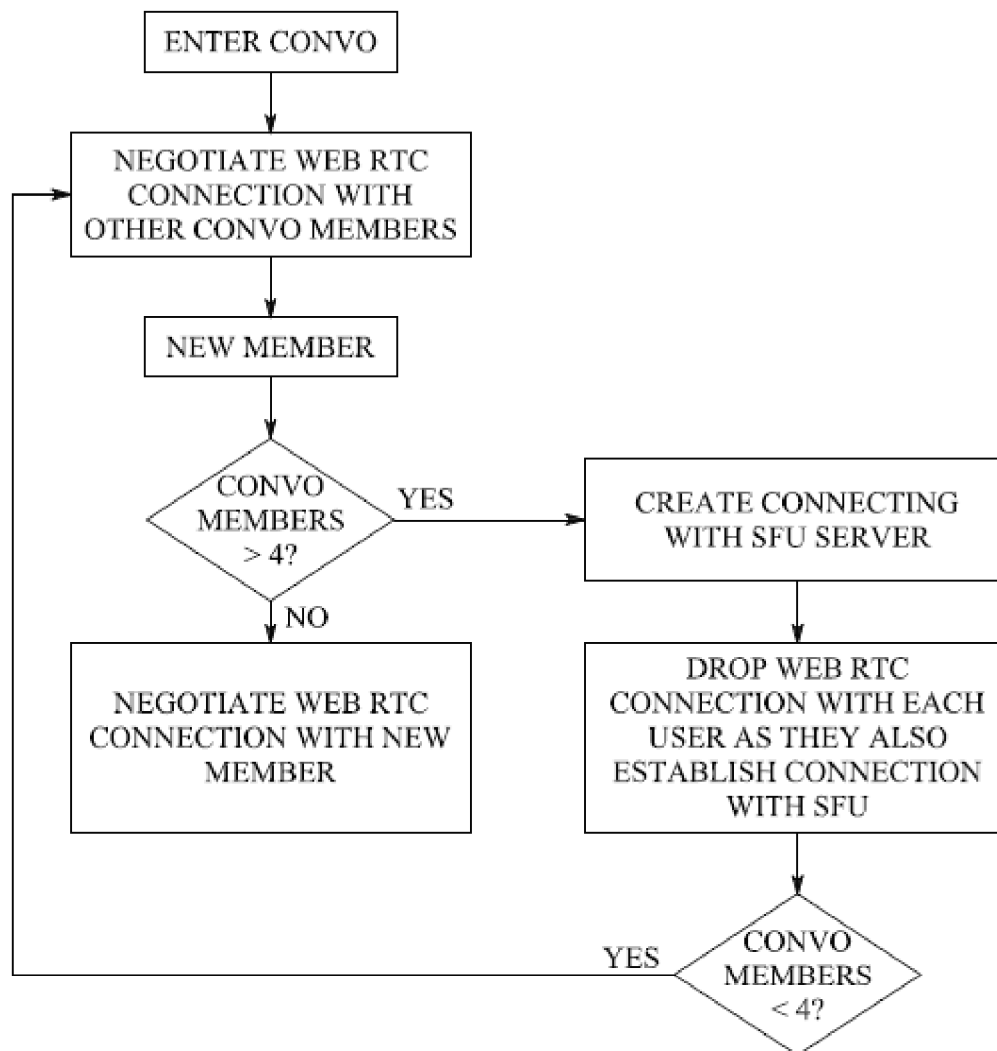 ENTER CONVO
NEGOTIATE WEB RTC
CONNECTION WITH
OTHER CONVO MEMBERS
NEW MEMBER
CONVO
MEMBERS
> 4?
YES
CREATE CONNECTING
WITH SFU SERVER
NO
NEGOTIATE WEB RTC
CONNECTION WITH NEW
MEMBER
DROP WEB RTC
CONNECTION WITH EACH
USER AS THEY ALSO
ESTABLISH CONNECTION
WITH SFU
YES
CONVO
MEMBERS
< 4?